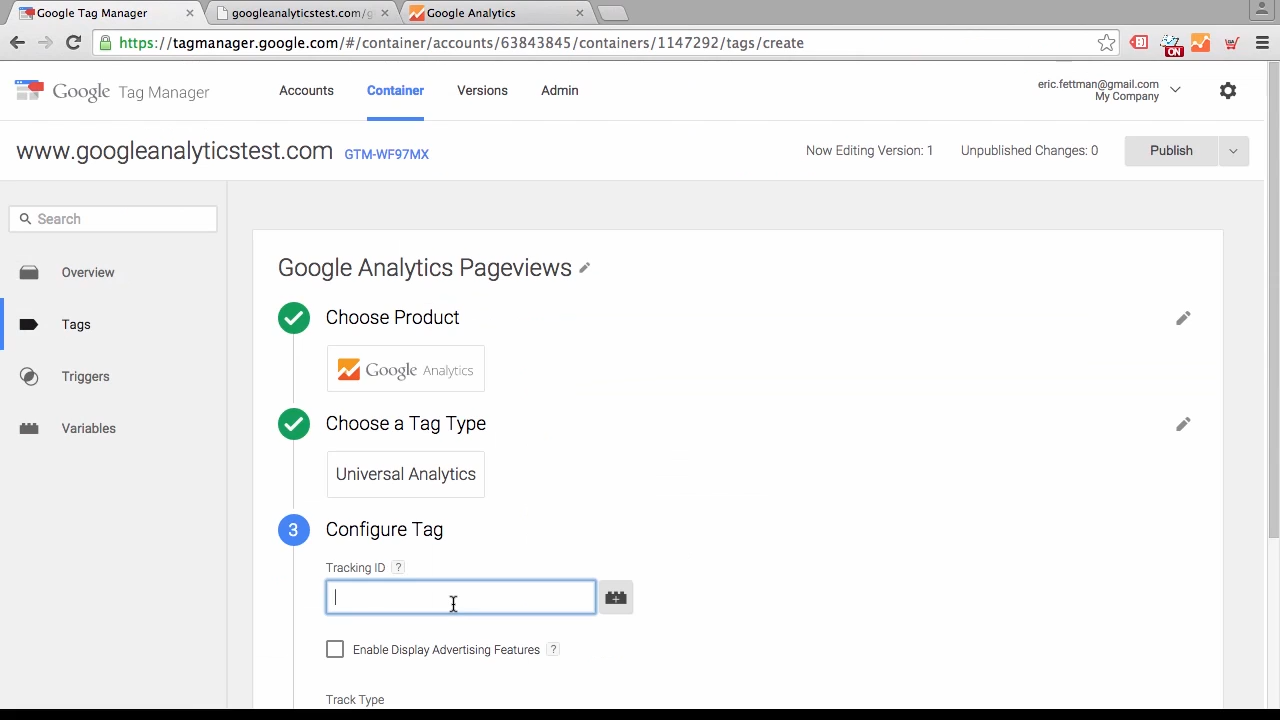 Google Tag Manager
googleanalyticstest.com/g
Google Analytics
https://tagmanager.google.com/#/container/accounts/63843845/containers/1147292/tags/create
ON
Google Tag Manager
Accounts
Container
Versions
Admin
eric.fettman@gmail.com
My Company
www.googleanalyticstest.com GTM-WF97MX
Now Editing Version: 1
Unpublished Changes: 0
Publish
Search
Overview
Tags
Triggers
Variables
Google Analytics Pageviews
Choose Product
Google Analytics
Choose a Tag Type
Universal Analytics
3 Configure Tag
Tracking ID ?
Enable Display Advertising Features ?
Track Type